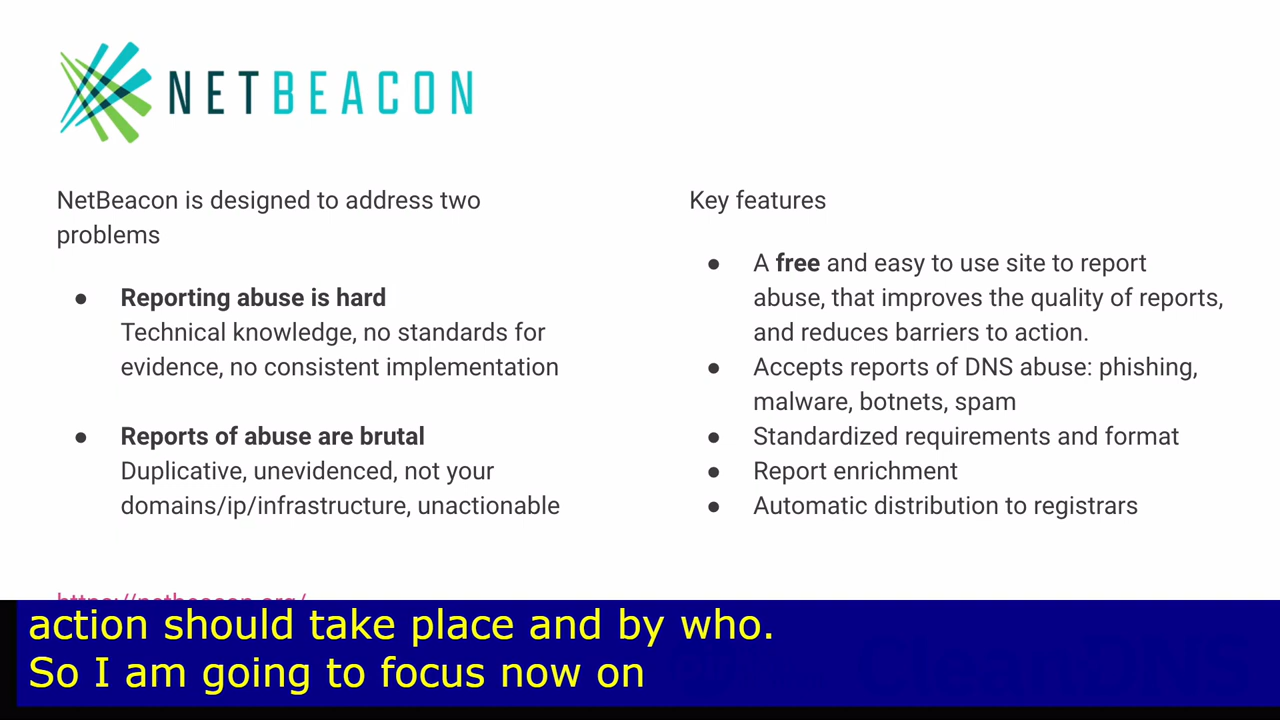 NETBEACON
NetBeacon is designed to address two
problems
● Reporting abuse is hard
Technical knowledge, no standards for
evidence, no consistent implementation
● Reports of abuse are brutal
Duplicative, unevidenced, not your
domains/ip/infrastructure, unactionable
https://netbeacon.org/
Key features
● A free and easy to use site to report
abuse, that improves the quality of reports,
and reduces barriers to action.
● Accepts reports of DNS abuse: phishing,
malware, botnets, spam
● Standardized requirements and format
● Report enrichment
● Automatic distribution to registrars
CleanDNS
action should take place and by who.
So I am going to focus now on